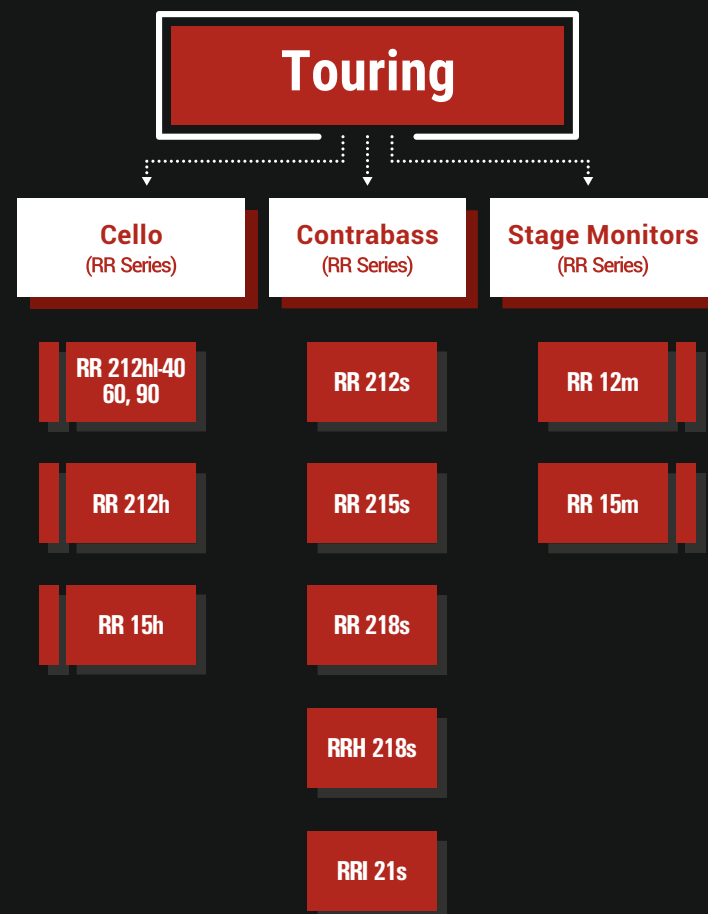 Touring
Cello
(RR Series)
RR 212hl-40
60, 90
RR 212h
RR 15h
Contrabass
(RR Series)
RR 212s
RR 215s
RR 218s
RRH 218s
RRI 21s
Stage Monitors
(RR Series)
RR 12m
RR 15m